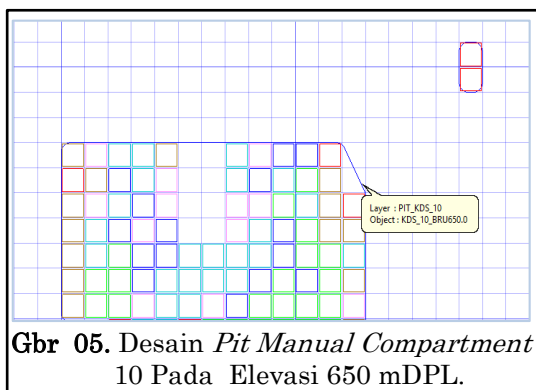 Layer : PIT_KDS_10
Object : KDS_10_BRU650.0
Gbr 05. Desain Pit Manual Compartment
10 Pada Elevasi 650 mDPL.